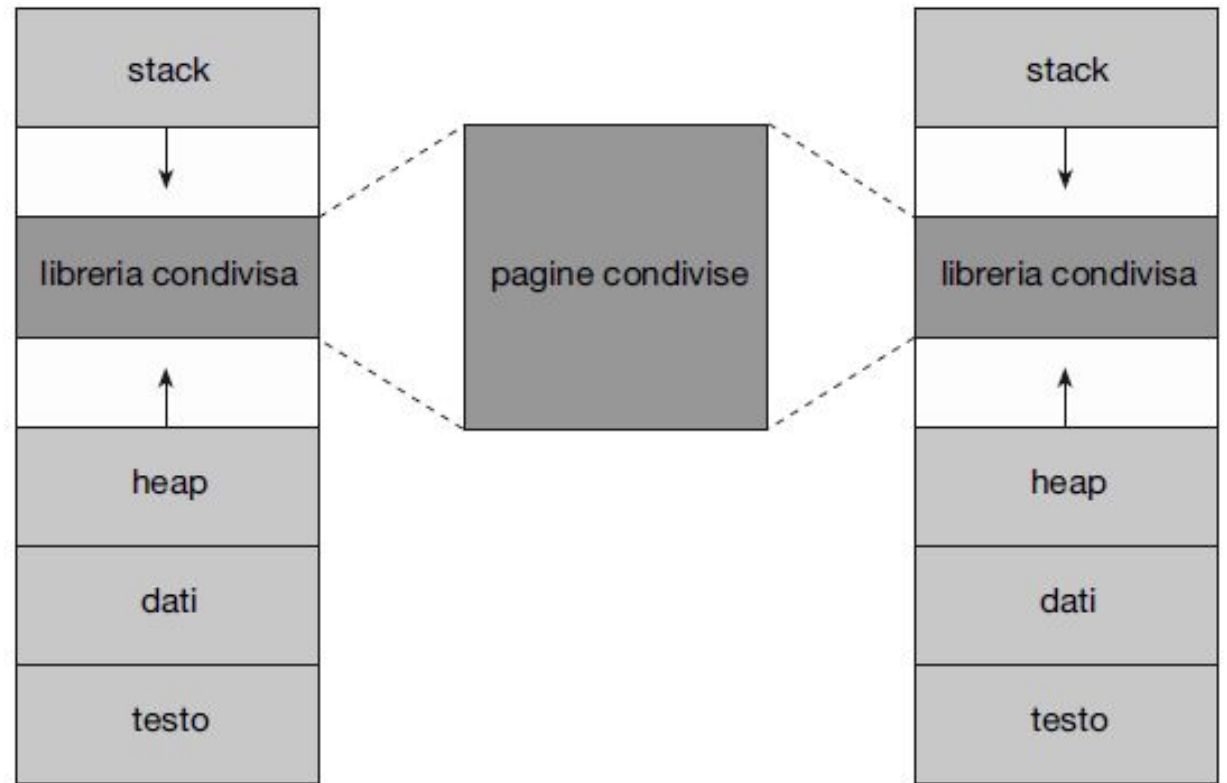 stack
libreria condivisa
heap
dati
testo
pagine condivise
stack
libreria condivisa
heap
dati
testo